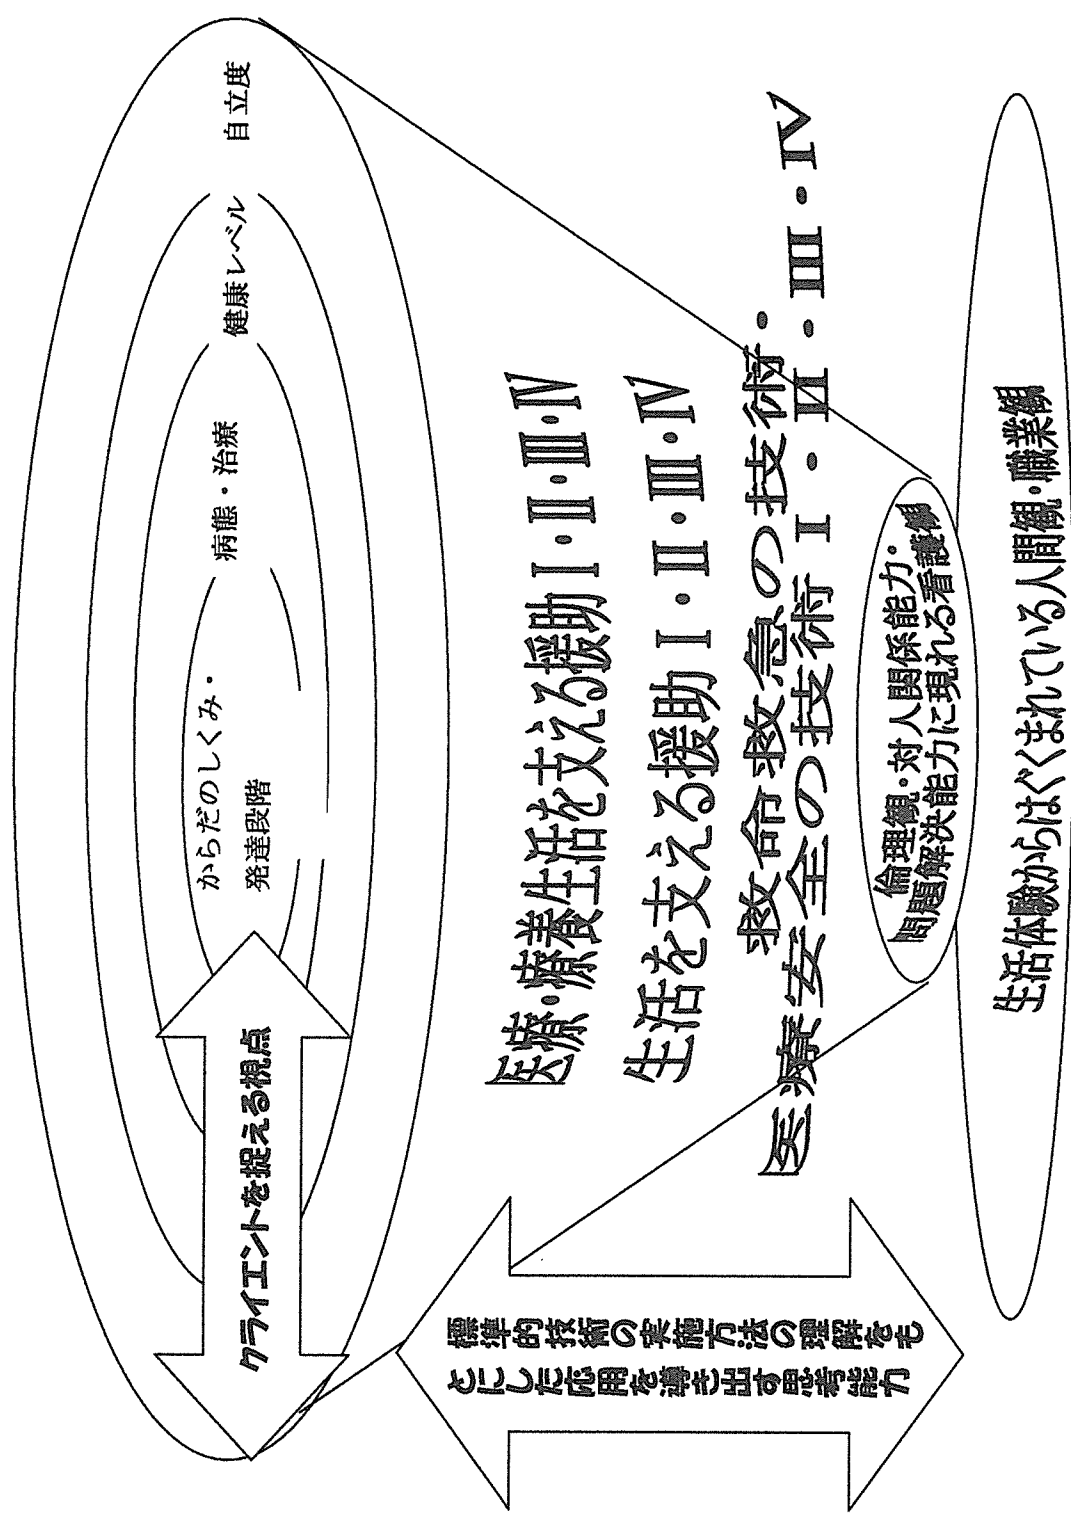 自立度
健康レベル
病態・治療
からだのしくみ・
発達段階
クライエントを捉える視点
医療・療養生活を支える援助Ⅰ・Ⅱ・Ⅲ・Ⅳ
生活を支える援助Ⅰ・Ⅱ・Ⅲ・Ⅳ
救命救急の技術・
医療安全の技術Ⅰ・Ⅱ・Ⅲ・Ⅳ
標準的技術の実施方法の理解をも
とにした応用を導き出す思考能力
倫理観・対人関係能力・
問題解決能力に現れる看護観
生活体験からはぐくまれている人間観・職業観